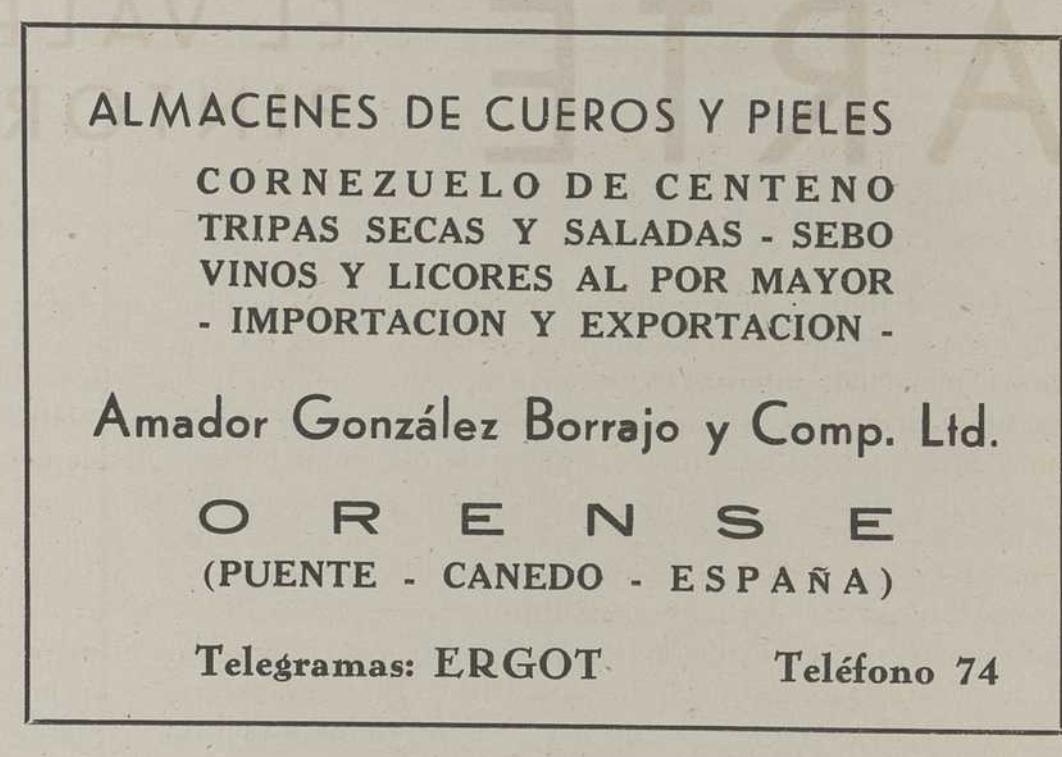 ALMACENES DE CUEROS Y PIELES
CORNEZUELO DE CENTENO
TRIPAS SECAS Y SALADAS - SEBO
VINOS Y LICORES AL POR MAYOR
- IMPORTACION Y EXPORTACION -
Amador González Borrajo y Comp. Ltd.
ORENSE
(PUENTE - CANEDO - ESPAÑA)
Telegramas: ERGOT Teléfono 74